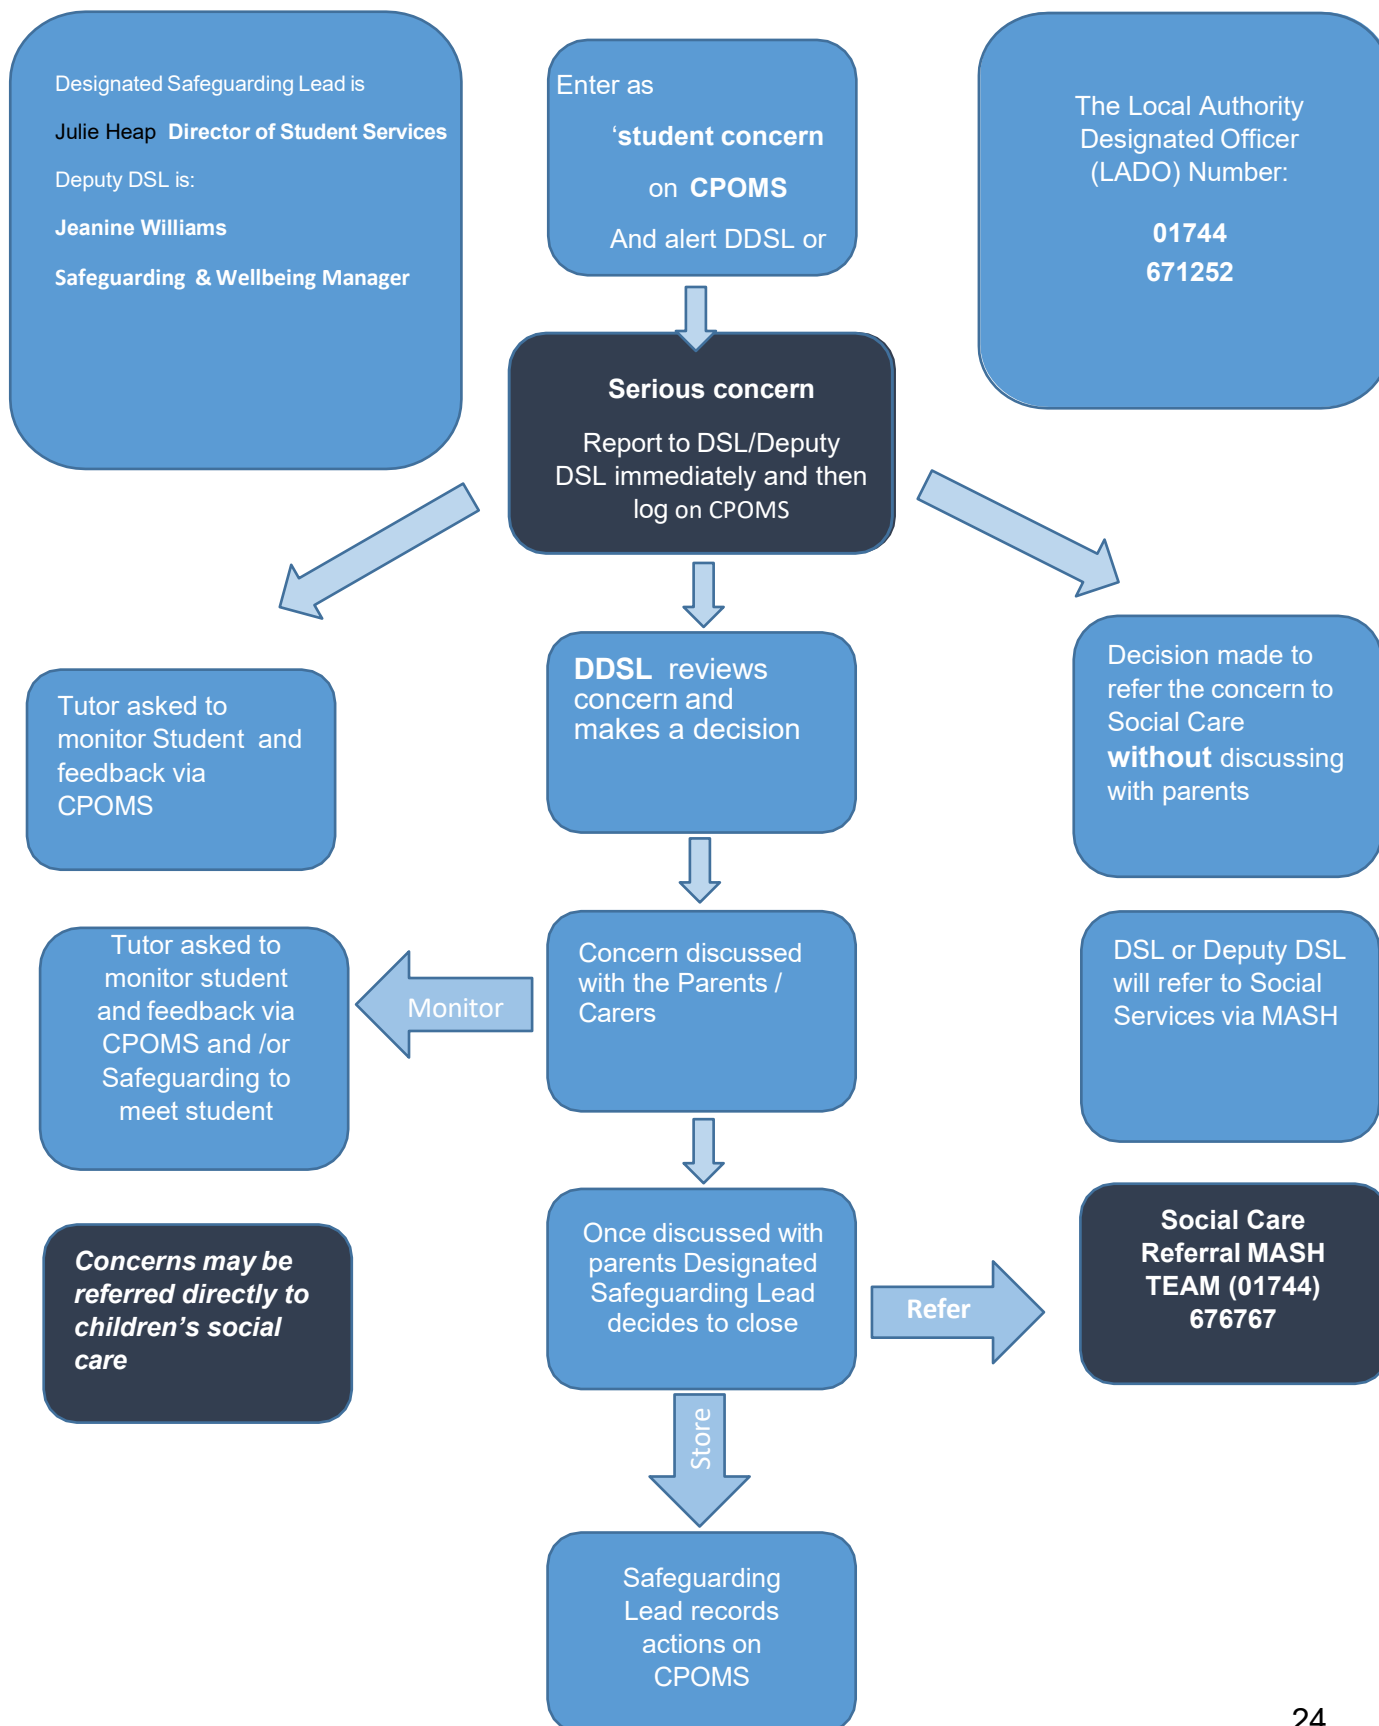 Designated Safeguarding Lead is
Julie Heap Director of Student Services
Deputy DSL is:
Jeanine Williams
Safeguarding & Wellbeing Manager
Enter as
‘student concern
on CPOMS
And alert DDSL or
The Local Authority
Designated Officer
(LADO) Number:
01744
671252
Serious concern
Report to DSL/Deputy
DSL immediately and then
log on CPOMS
Tutor asked to
monitor Student and
feedback via
CPOMS
DDSL reviews
concern and
makes a decision
Decision made to
refer the concern to
Social Care
without discussing
with parents
Tutor asked to
monitor student
and feedback via
CPOMS and /or
Safeguarding to
meet student
Monitor
Concern discussed
with the Parents /
Carers
DSL or Deputy DSL
will refer to Social
Services via MASH
Concerns may be
referred directly to
children’s social
care
Once discussed with
parents Designated
Safeguarding Lead
decides to close
Refer
Social Care
Referral MASH
TEAM (01744)
676767
Store
Safeguarding
Lead records
actions on
CPOMS
24